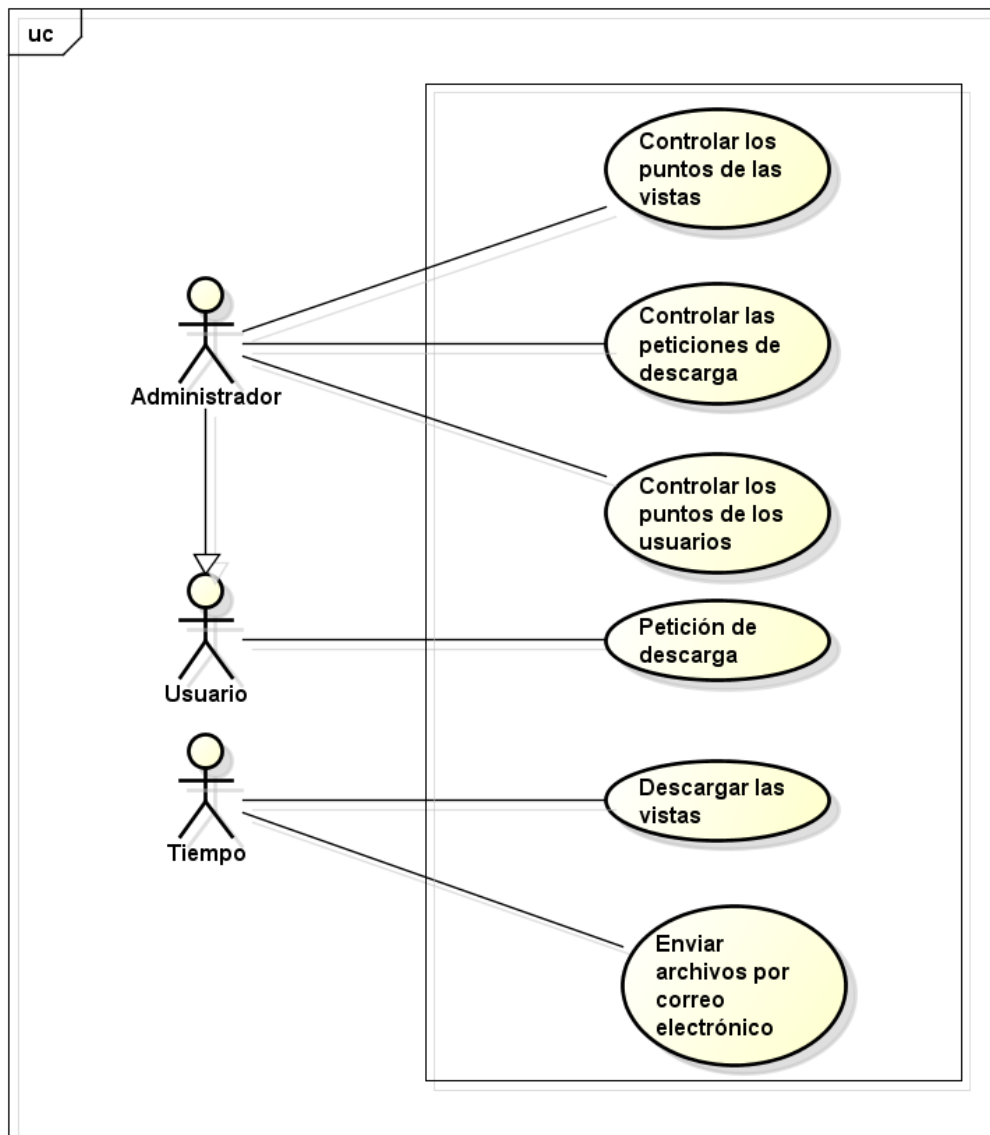 uc
Controlar los
puntos de las
vistas
Controlar las
peticiones de
descarga
Administrador
Controlar los
puntos de los
usuarios
Petición de
descarga
Usuario
Descargar las
vistas
Tiempo
Enviar
archivos por
correo
electrónico